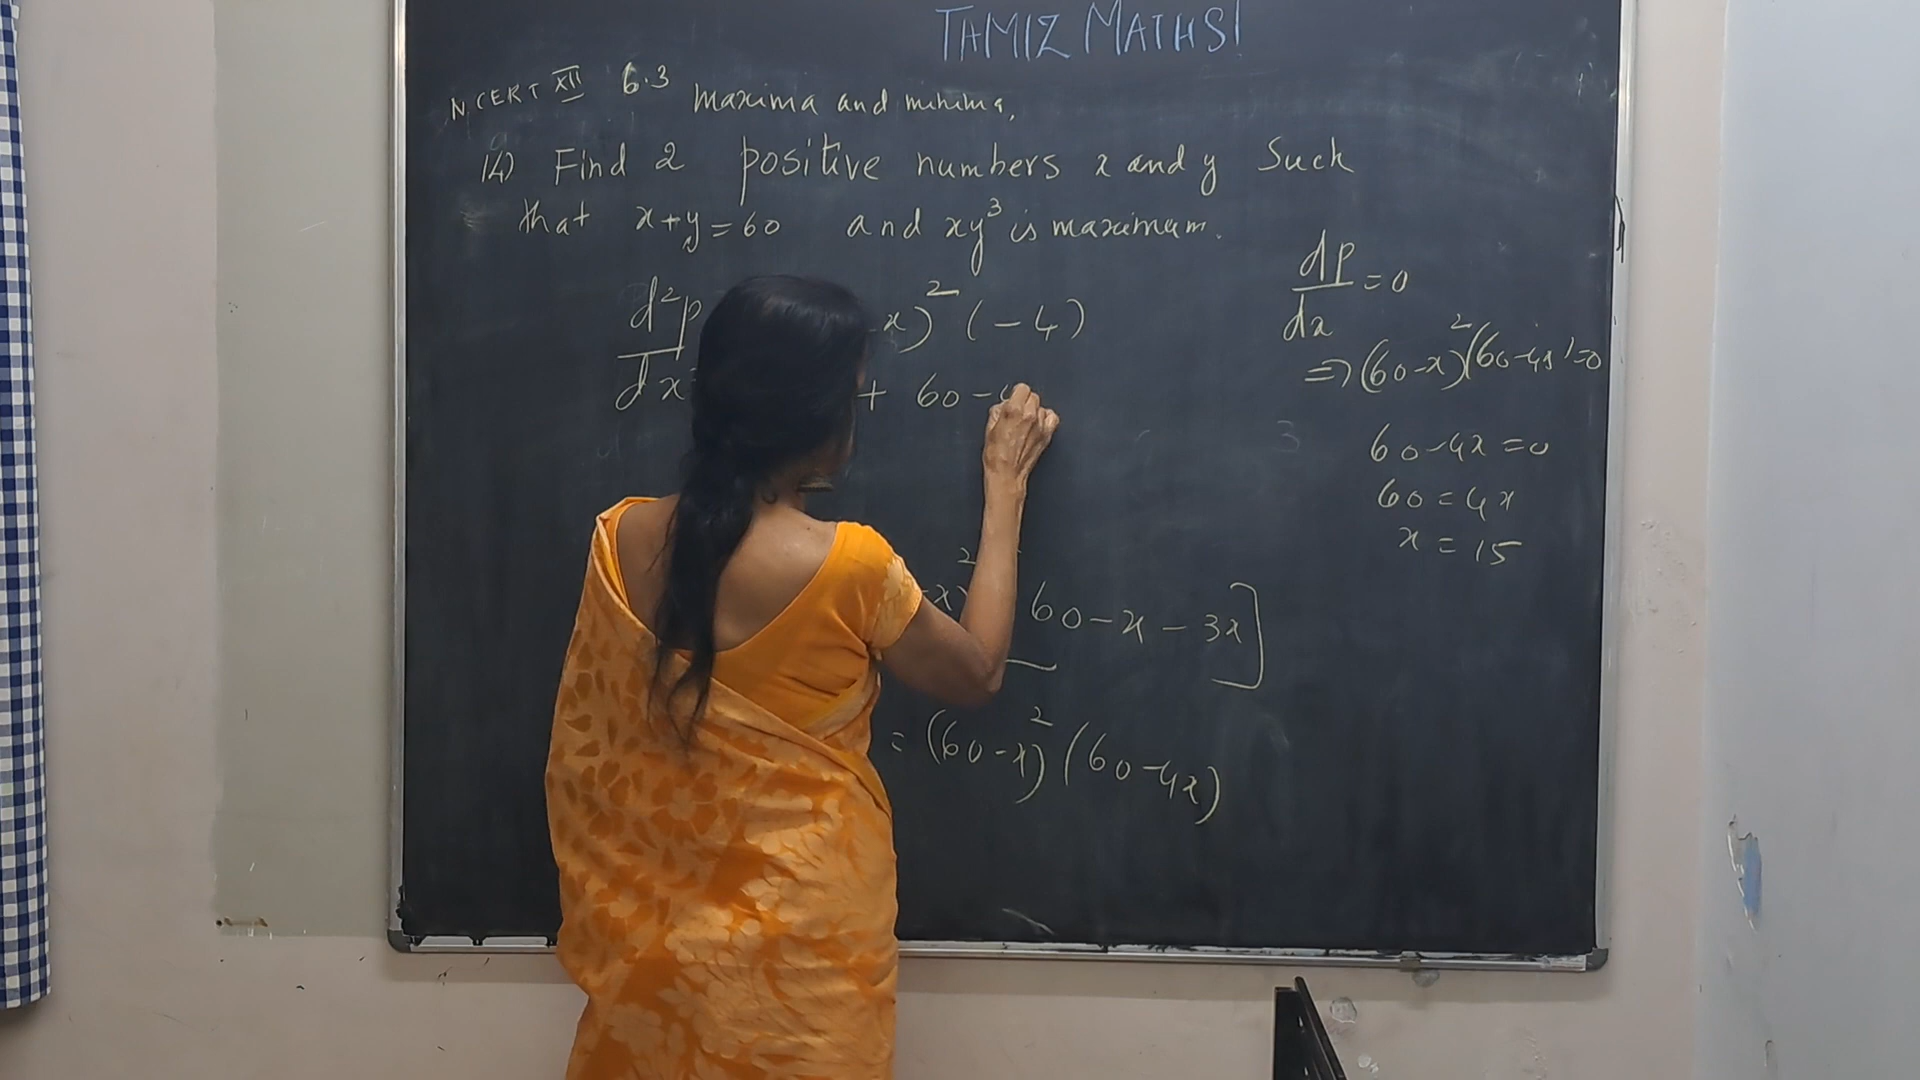 TAMIZ MATHS!
NCERT XII 6.3 Maxima and minima,
14) Find 2 positive numbers x and y Such
that x+y=60 and xy³ is maximum.
d²p x)² (-4)
dx² + 60-
x)² 60-x-3x]
=(60-x)² (60-4x)
dp/dx =0
⇒(60-x)²(60-4x)=0
60-4x=0
60=4x
x=15